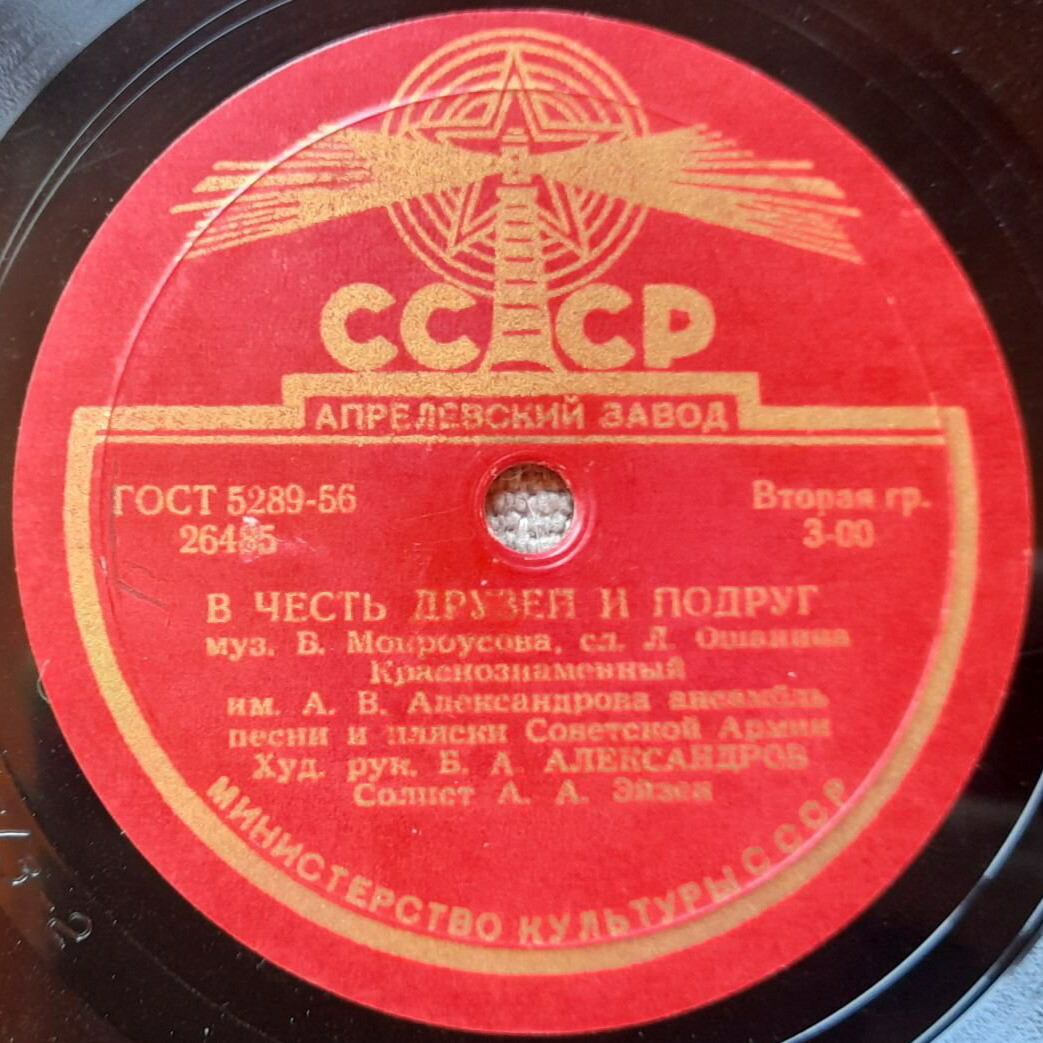 СССР
АПРЕЛЕВСКИЙ ЗАВОД
ГОСТ 5289-56
26485
Вторая гр.
3-00
В ЧЕСТЬ ДРУЗЕЙ И ПОДРУГ
муз. Б. Мокроусова, сл. Л. Ошанина
Краснознаменный
им. А. В. Александрова ансамбль
песни и пляски Советской Армии
Худ. рук. Б. А. АЛЕКСАНДРОВ
Солист А. А. Эйзен
МИНИСТЕРСТВО КУЛЬТУРЫ СССР